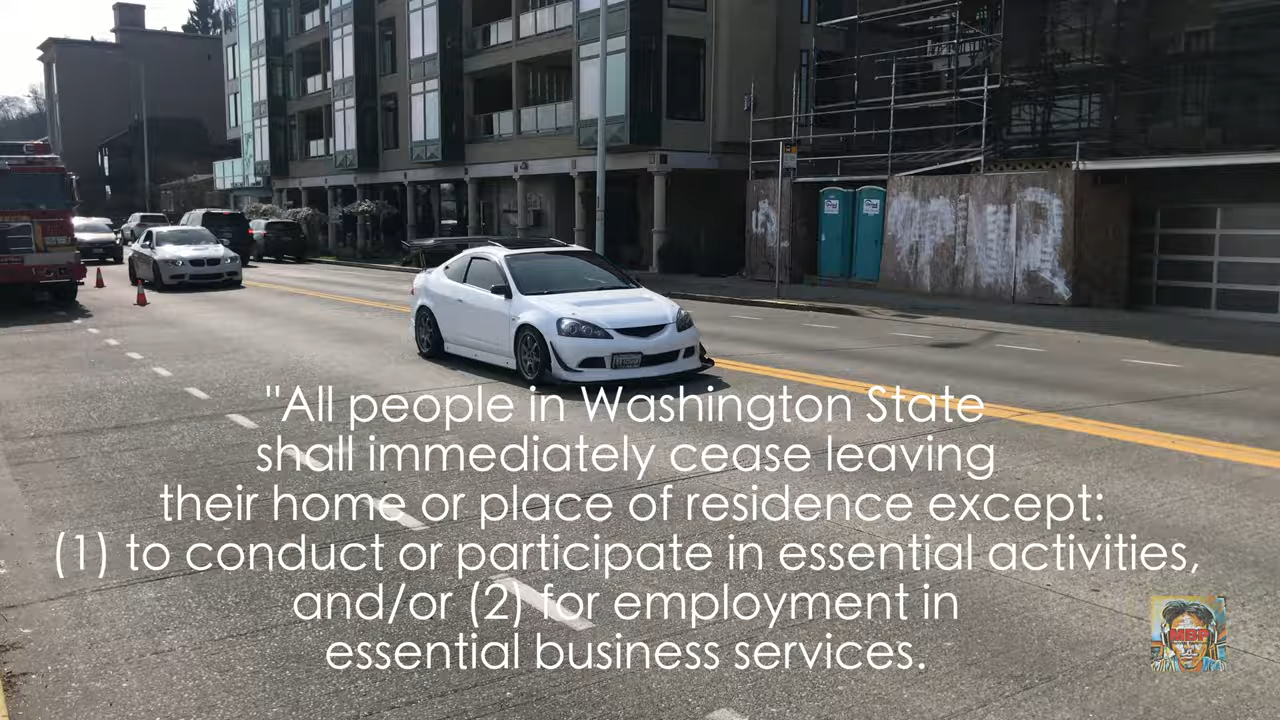 "All people in Washington State
shall immediately cease leaving
their home or place of residence except:
(1) to conduct or participate in essential activities,
and/or (2) for employment in
essential business services.
MBP